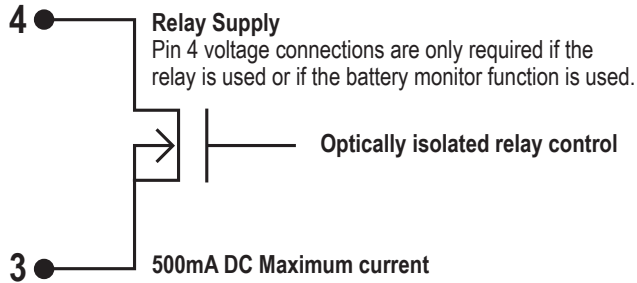 4 Relay Supply
Pin 4 voltage connections are only required if the
relay is used or if the battery monitor function is used.
Optically isolated relay control
3 500mA DC Maximum current